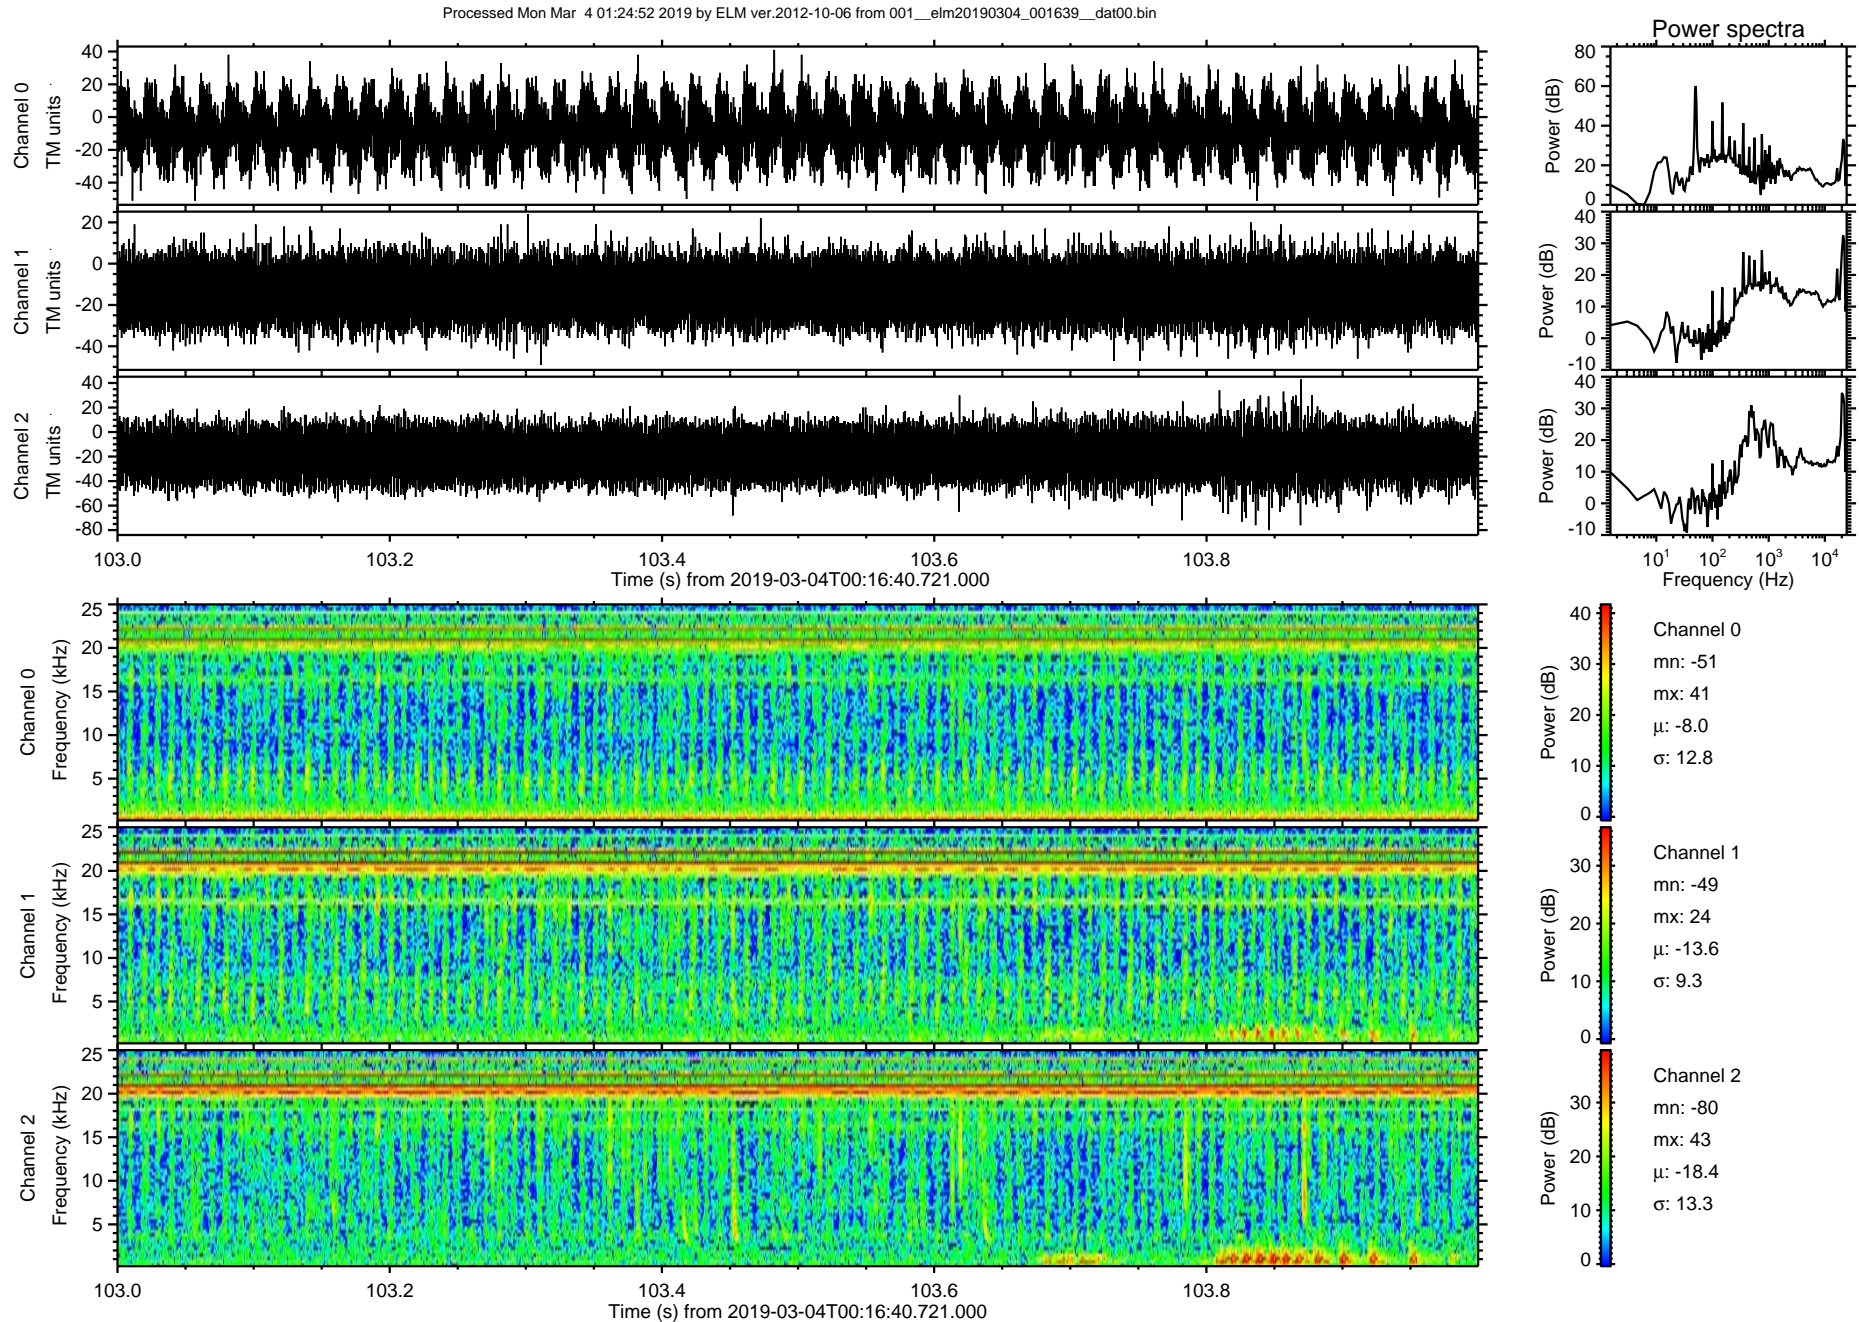 Processed Mon Mar  4 01:24:52 2019 by ELM ver.2012-10-06 from 001__elm20190304_001639__dat00.bin
Power spectra
Channel 0
TM units
40
20
0
-20
-40
Power (dB)
80
60
40
20
0
Channel 1
TM units
20
0
-20
-40
Power (dB)
40
30
20
10
0
-10
Channel 2
TM units
40
20
0
-20
-40
-60
-80
Power (dB)
40
30
20
10
0
-10
103.0
103.2
103.4
103.6
103.8
Time (s) from 2019-03-04T00:16:40.721.000
10^1
10^2
10^3
10^4
Frequency (Hz)
Channel 0
Frequency (kHz)
25
20
15
10
5
Power (dB)
40
30
20
10
0
Channel 0
mn: -51
mx: 41
μ: -8.0
σ: 12.8
Channel 1
Frequency (kHz)
25
20
15
10
5
Power (dB)
30
20
10
0
Channel 1
mn: -49
mx: 24
μ: -13.6
σ: 9.3
Channel 2
Frequency (kHz)
25
20
15
10
5
Power (dB)
30
20
10
0
Channel 2
mn: -80
mx: 43
μ: -18.4
σ: 13.3
103.0
103.2
103.4
103.6
103.8
Time (s) from 2019-03-04T00:16:40.721.000